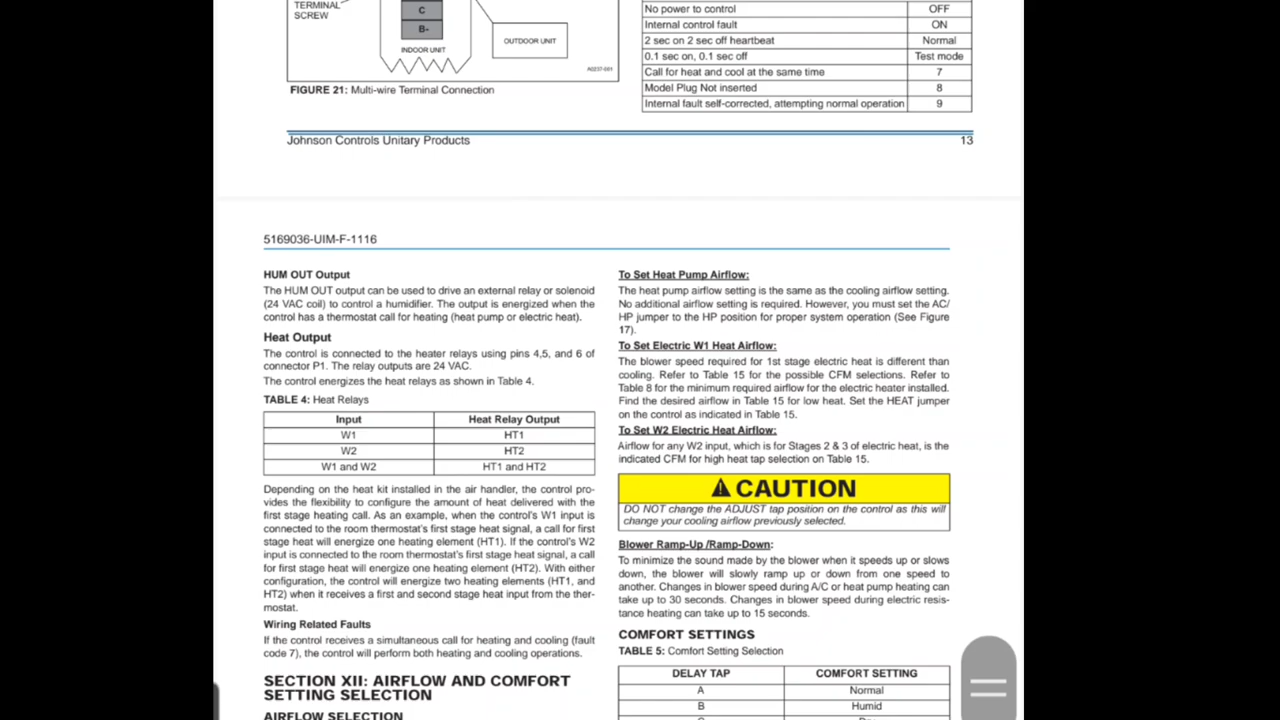 TERMINAL
SCREW
C
B-
INDOOR UNIT
OUTDOOR UNIT
A0237-001
FIGURE 21: Multi-wire Terminal Connection
No power to control OFF
Internal control fault ON
2 sec on 2 sec off heartbeat Normal
0.1 sec on, 0.1 sec off Test mode
Call for heat and cool at the same time 7
Model Plug Not inserted 8
Internal fault self-corrected, attempting normal operation 9
Johnson Controls Unitary Products 13
5169036-UIM-F-1116
HUM OUT Output
The HUM OUT output can be used to drive an external relay or solenoid
(24 VAC coil) to control a humidifier. The output is energized when the
control has a thermostat call for heating (heat pump or electric heat).
Heat Output
The control is connected to the heater relays using pins 4,5, and 6 of
connector P1. The relay outputs are 24 VAC.
The control energizes the heat relays as shown in Table 4.
TABLE 4: Heat Relays
Input Heat Relay Output
W1 HT1
W2 HT2
W1 and W2 HT1 and HT2
Depending on the heat kit installed in the air handler, the control pro-
vides the flexibility to configure the amount of heat delivered with the
first stage heating call. As an example, when the control's W1 input is
connected to the room thermostat's first stage heat signal, a call for first
stage heat will energize one heating element (HT1). If the control's W2
input is connected to the room thermostat's first stage heat signal, a call
for first stage heat will energize one heating element (HT2). With either
configuration, the control will energize two heating elements (HT1, and
HT2) when it receives a first and second stage heat input from the ther-
mostat.
Wiring Related Faults
If the control receives a simultaneous call for heating and cooling (fault
code 7), the control will perform both heating and cooling operations.
SECTION XII: AIRFLOW AND COMFORT
SETTING SELECTION
AIRFLOW SELECTION
To Set Heat Pump Airflow:
The heat pump airflow setting is the same as the cooling airflow setting.
No additional airflow setting is required. However, you must set the AC/
HP jumper to the HP position for proper system operation (See Figure
17).
To Set Electric W1 Heat Airflow:
The blower speed required for 1st stage electric heat is different than
cooling. Refer to Table 15 for the possible CFM selections. Refer to
Table 8 for the minimum required airflow for the electric heater installed.
Find the desired airflow in Table 15 for low heat. Set the HEAT jumper
on the control as indicated in Table 15.
To Set W2 Electric Heat Airflow:
Airflow for any W2 input, which is for Stages 2 & 3 of electric heat, is the
indicated CFM for high heat tap selection on Table 15.
CAUTION
DO NOT change the ADJUST tap position on the control as this will
change your cooling airflow previously selected.
Blower Ramp-Up /Ramp-Down:
To minimize the sound made by the blower when it speeds up or slows
down, the blower will slowly ramp up or down from one speed to
another. Changes in blower speed during A/C or heat pump heating can
take up to 30 seconds. Changes in blower speed during electric resis-
tance heating can take up to 15 seconds.
COMFORT SETTINGS
TABLE 5: Comfort Setting Selection
DELAY TAP COMFORT SETTING
A Normal
B Humid